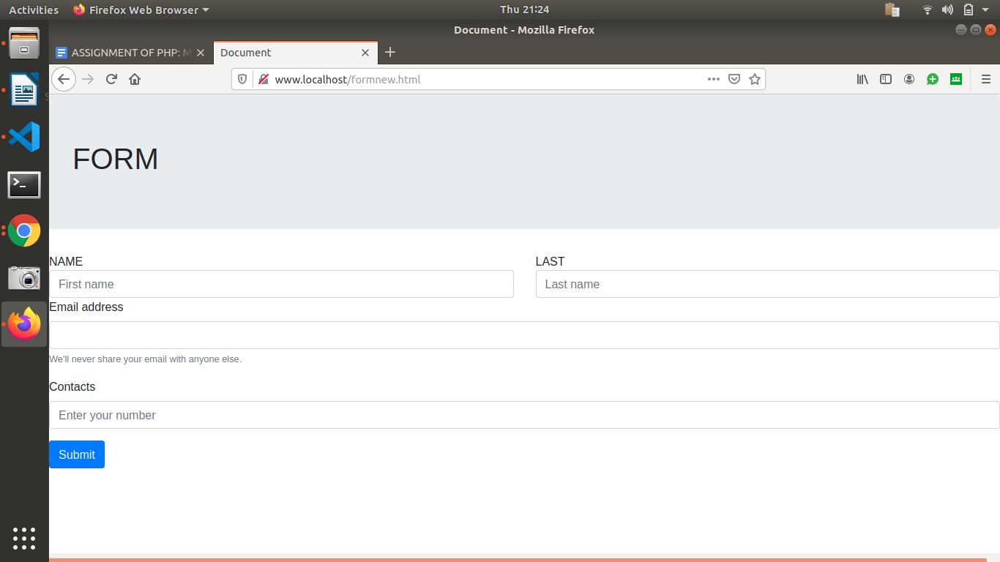 Activities Firefox Web Browser Thu 21:24
Document - Mozilla Firefox
ASSIGNMENT OF PHP: M Document
www.localhost/formnew.html
FORM
NAME LAST
First name Last name
Email address
We'll never share your email with anyone else.
Contacts
Enter your number
Submit